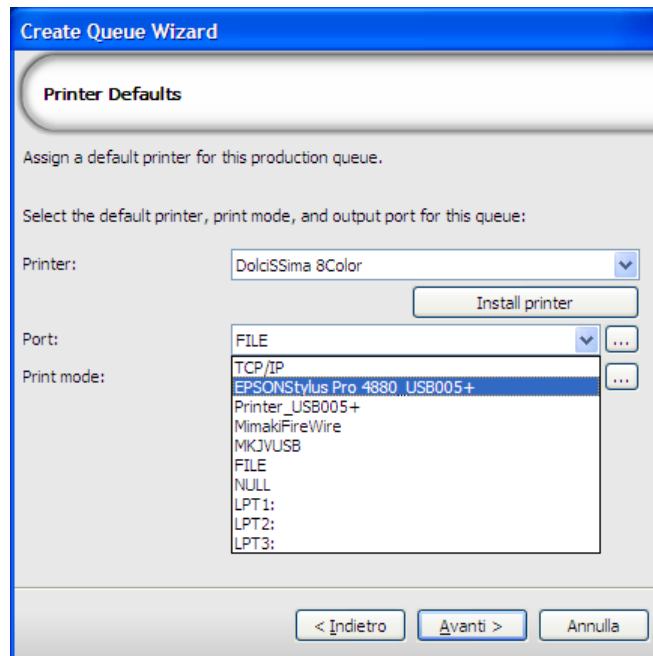 Create Queue Wizard
Printer Defaults
Assign a default printer for this production queue.
Select the default printer, print mode, and output port for this queue:
Printer: DolciSSima 8Color
Install printer
Port: FILE ...
Print mode: ...
TCP/IP
EPSONStylus Pro 4880_USB005+
Printer_USB005+
MimakiFireWire
MKJVUSB
FILE
NULL
LPT1:
LPT2:
LPT3:
< Indietro Avanti > Annulla